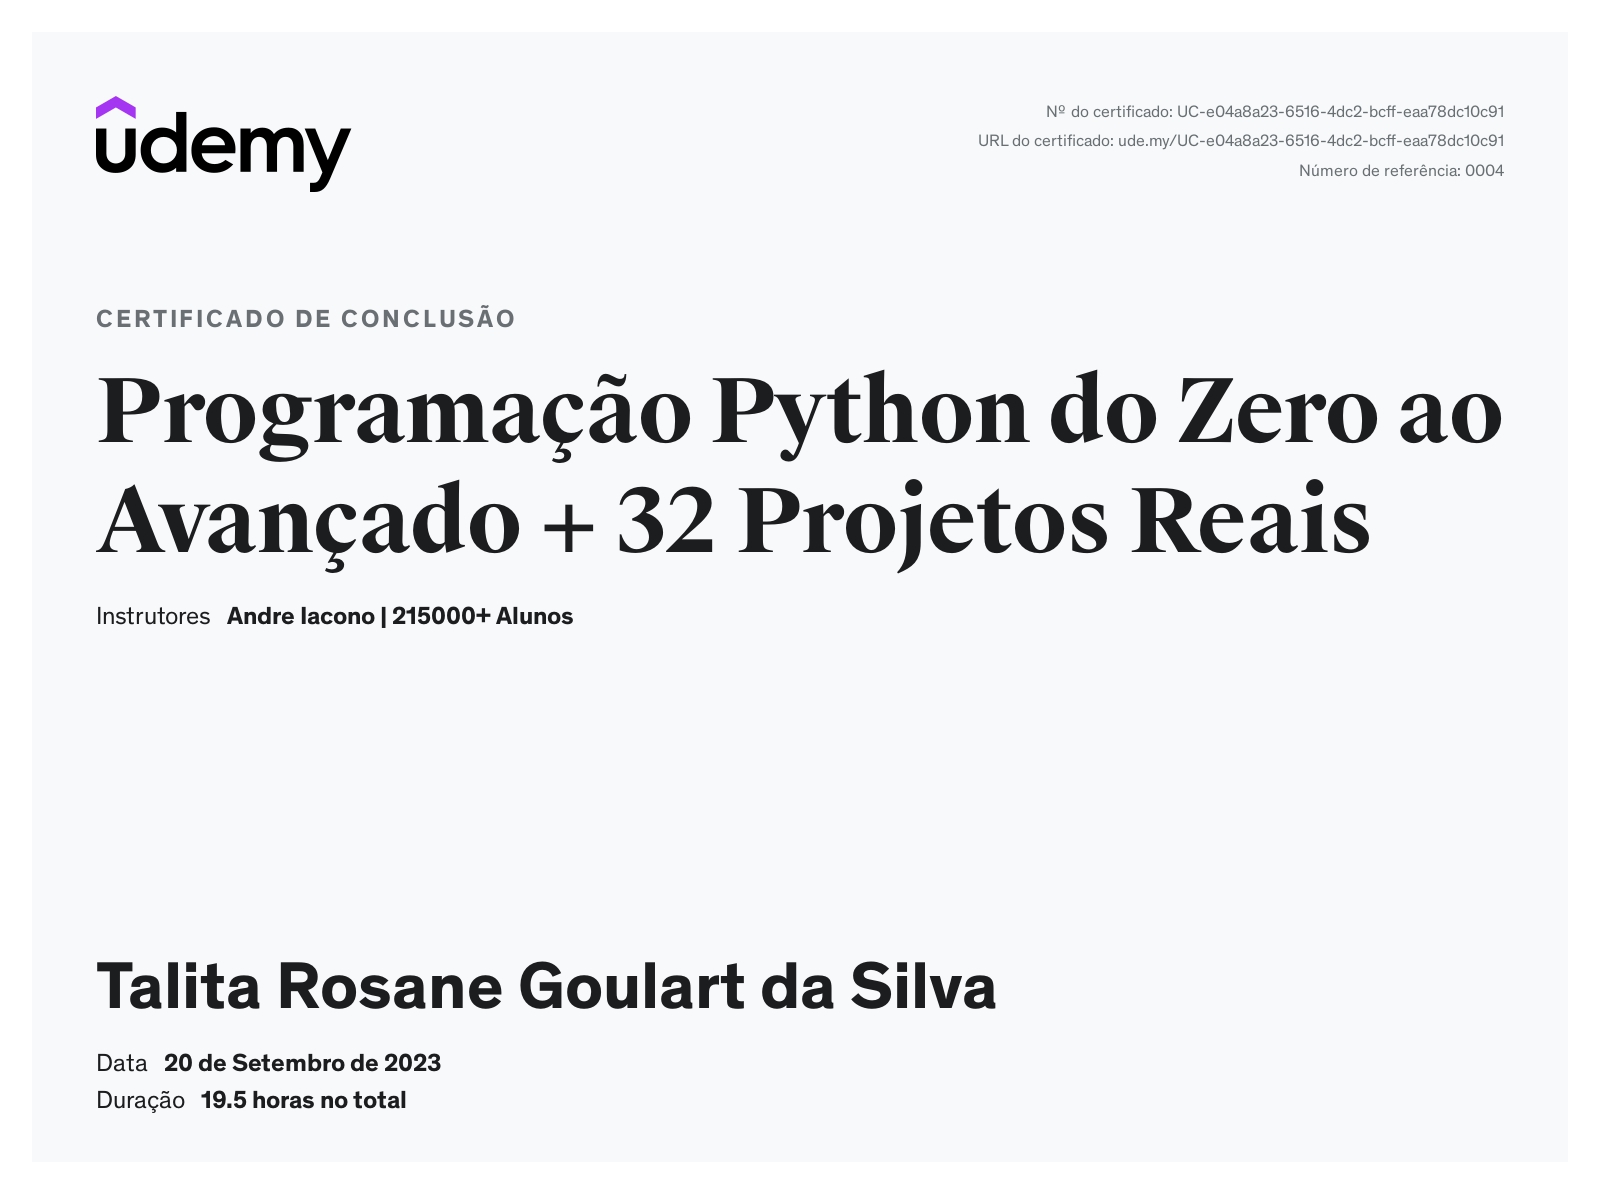 udemy
Nº do certificado: UC-e04a8a23-6516-4dc2-bcff-eaa78dc10c91
URL do certificado: ude.my/UC-e04a8a23-6516-4dc2-bcff-eaa78dc10c91
Número de referência: 0004
CERTIFICADO DE CONCLUSÃO
Programação Python do Zero ao
Avançado + 32 Projetos Reais
Instrutores Andre Iacono | 215000+ Alunos
Talita Rosane Goulart da Silva
Data 20 de Setembro de 2023
Duração 19.5 horas no total